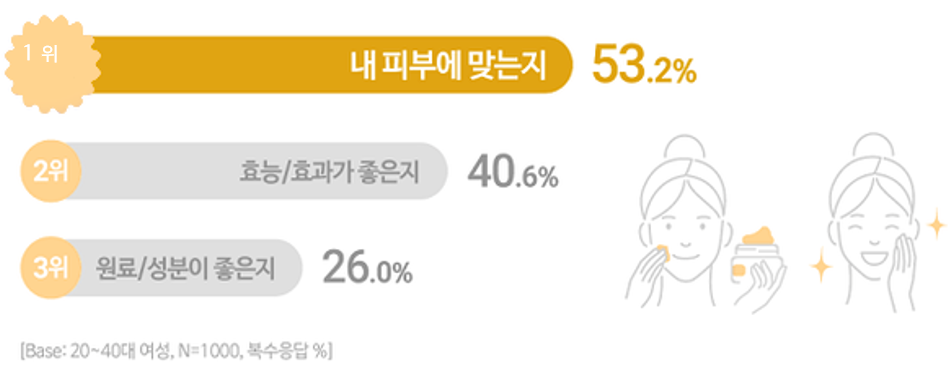 1 위 내 피부에 맞는지 53.2%
2위 효능/효과가 좋은지 40.6%
3위 원료/성분이 좋은지 26.0%
[Base: 20~40대 여성, N=1000, 복수응답 %]